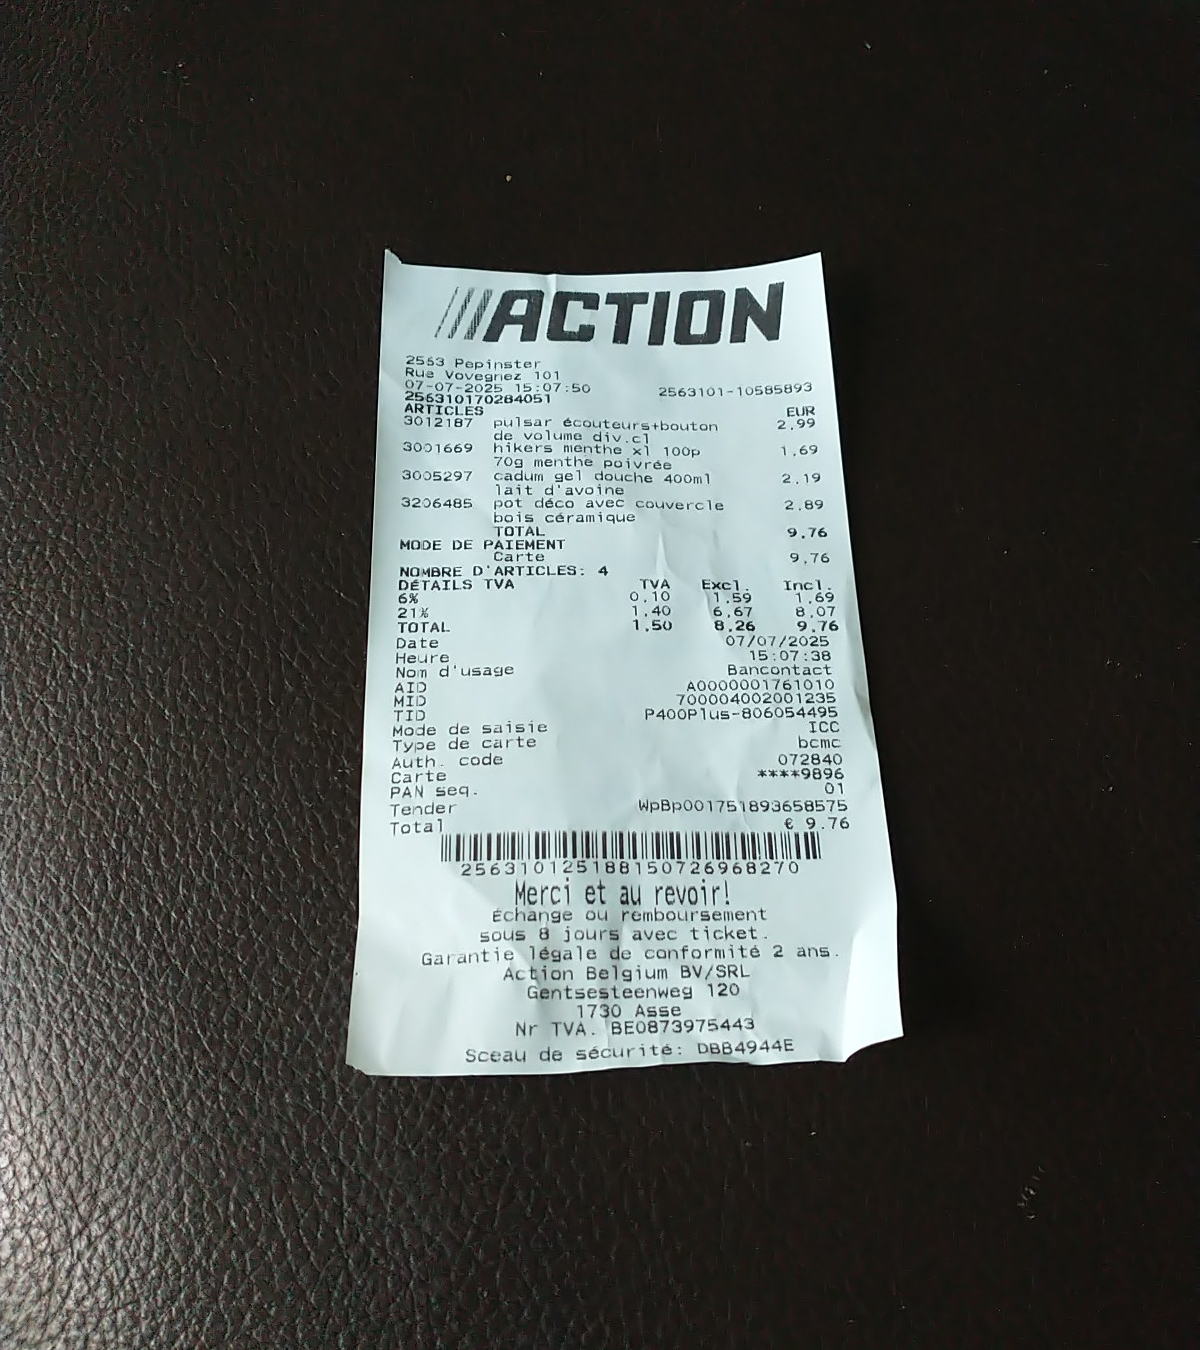 ///ACTION
2563 Pepinster
Rue Vovegnez 101
07-07-2025 15:07:50 2563101-10585893
256310170284051
ARTICLES EUR
3012187 pulsar écouteurs+bouton 2.99
de volume div.cl
3001669 hikers menthe xl 100p 1,69
70g menthe poivrée
3005297 cadum gel douche 400ml 2.19
lait d'avoine
3206485 pot déco avec couvercle 2.89
bois céramique
TOTAL 9.76
MODE DE PAIEMENT
Carte 9,76
NOMBRE D'ARTICLES: 4
DÉTAILS TVA TVA Excl. Incl.
6% 0.10 1.59 1.69
21% 1.40 6.67 8.07
TOTAL 1.50 8.26 9.76
Date 07/07/2025
Heure 15:07:38
Nom d'usage Bancontact
AID A0000001761010
MID 700004002001235
TID P400Plus-806054495
Mode de saisie ICC
Type de carte bcmc
Auth. code 072840
Carte ****9896
PAN seq. 01
Tender WpBp001751893658575
Total € 9.76
256310125188150726968270
Merci et au revoir!
Échange ou remboursement
sous 8 jours avec ticket.
Garantie légale de conformité 2 ans.
Action Belgium BV/SRL
Gentsesteenweg 120
1730 Asse
Nr TVA. BE0873975443
Sceau de sécurité: DBB4944E